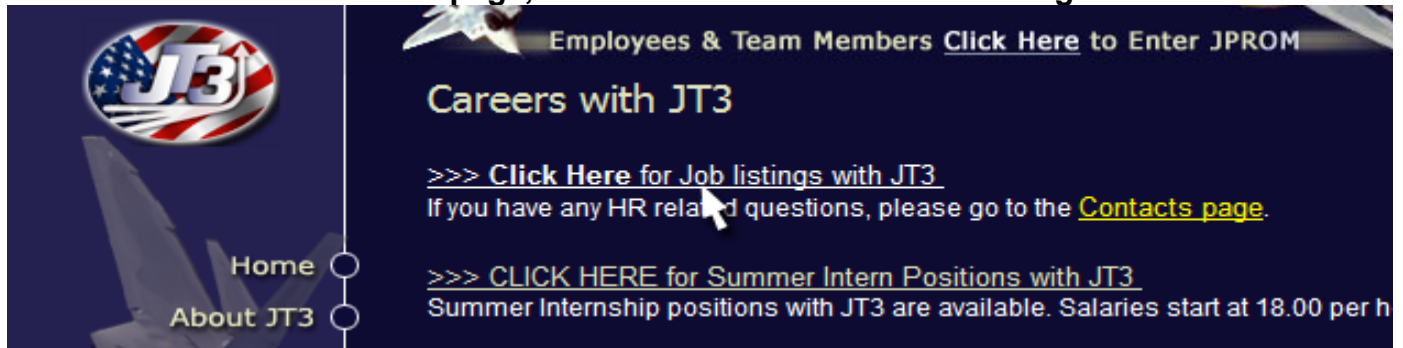 JT3
Employees & Team Members Click Here to Enter JPROM
Careers with JT3
>>> Click Here for Job listings with JT3
If you have any HR related questions, please go to the Contacts page.
Home
>>> CLICK HERE for Summer Intern Positions with JT3
About JT3
Summer Internship positions with JT3 are available. Salaries start at 18.00 per h